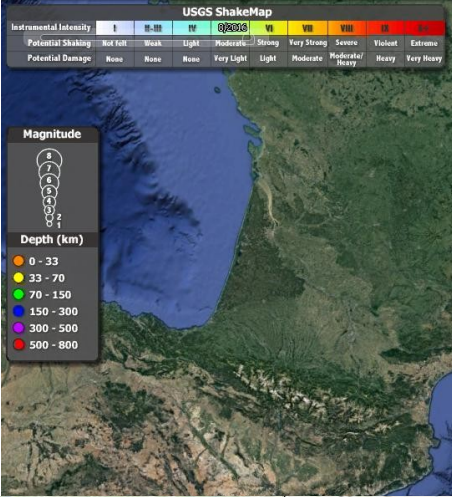 USGS ShakeMap
Instrumental Intensity I II-III IV 8/2016 VI VII VIII IX X+
Potential Shaking Not felt Weak Light Moderate Strong Very Strong Severe Violent Extreme
Potential Damage None None None Very Light Light Moderate Moderate/Heavy Heavy Very Heavy
Magnitude
8
7
6
5
4
3
2
1
Depth (km)
0 - 33
33 - 70
70 - 150
150 - 300
300 - 500
500 - 800